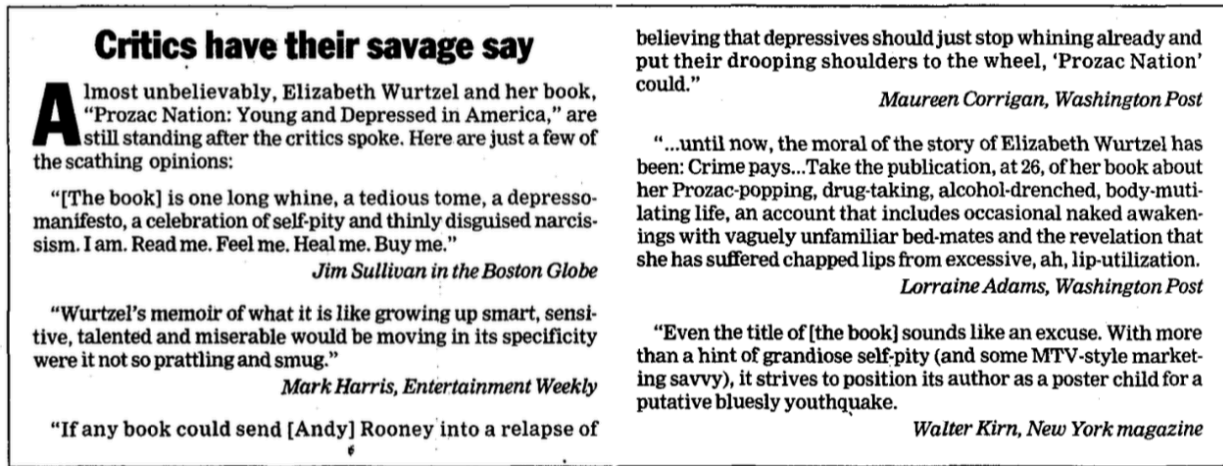 Critics have their savage say
Almost unbelievably, Elizabeth Wurtzel and her book,
“Prozac Nation: Young and Depressed in America,” are
still standing after the critics spoke. Here are just a few of
the scathing opinions:
“[The book] is one long whine, a tedious tome, a depresso-
manifesto, a celebration of self-pity and thinly disguised narcis-
sism. I am. Read me. Feel me. Heal me. Buy me.”
Jim Sullivan in the Boston Globe
“Wurtzel’s memoir of what it is like growing up smart, sensi-
tive, talented and miserable would be moving in its specificity
were it not so prattling and smug.”
Mark Harris, Entertainment Weekly
“If any book could send [Andy] Rooney into a relapse of
believing that depressives should just stop whining already and
put their drooping shoulders to the wheel, ‘Prozac Nation’
could.”
Maureen Corrigan, Washington Post
“...until now, the moral of the story of Elizabeth Wurtzel has
been: Crime pays...Take the publication, at 26, of her book about
her Prozac-popping, drug-taking, alcohol-drenched, body-muti-
lating life, an account that includes occasional naked awaken-
ings with vaguely unfamiliar bed-mates and the revelation that
she has suffered chapped lips from excessive, ah, lip-utilization.
Lorraine Adams, Washington Post
“Even the title of [the book] sounds like an excuse. With more
than a hint of grandiose self-pity (and some MTV-style market-
ing savvy), it strives to position its author as a poster child for a
putative bluesly youthquake.
Walter Kirn, New York magazine